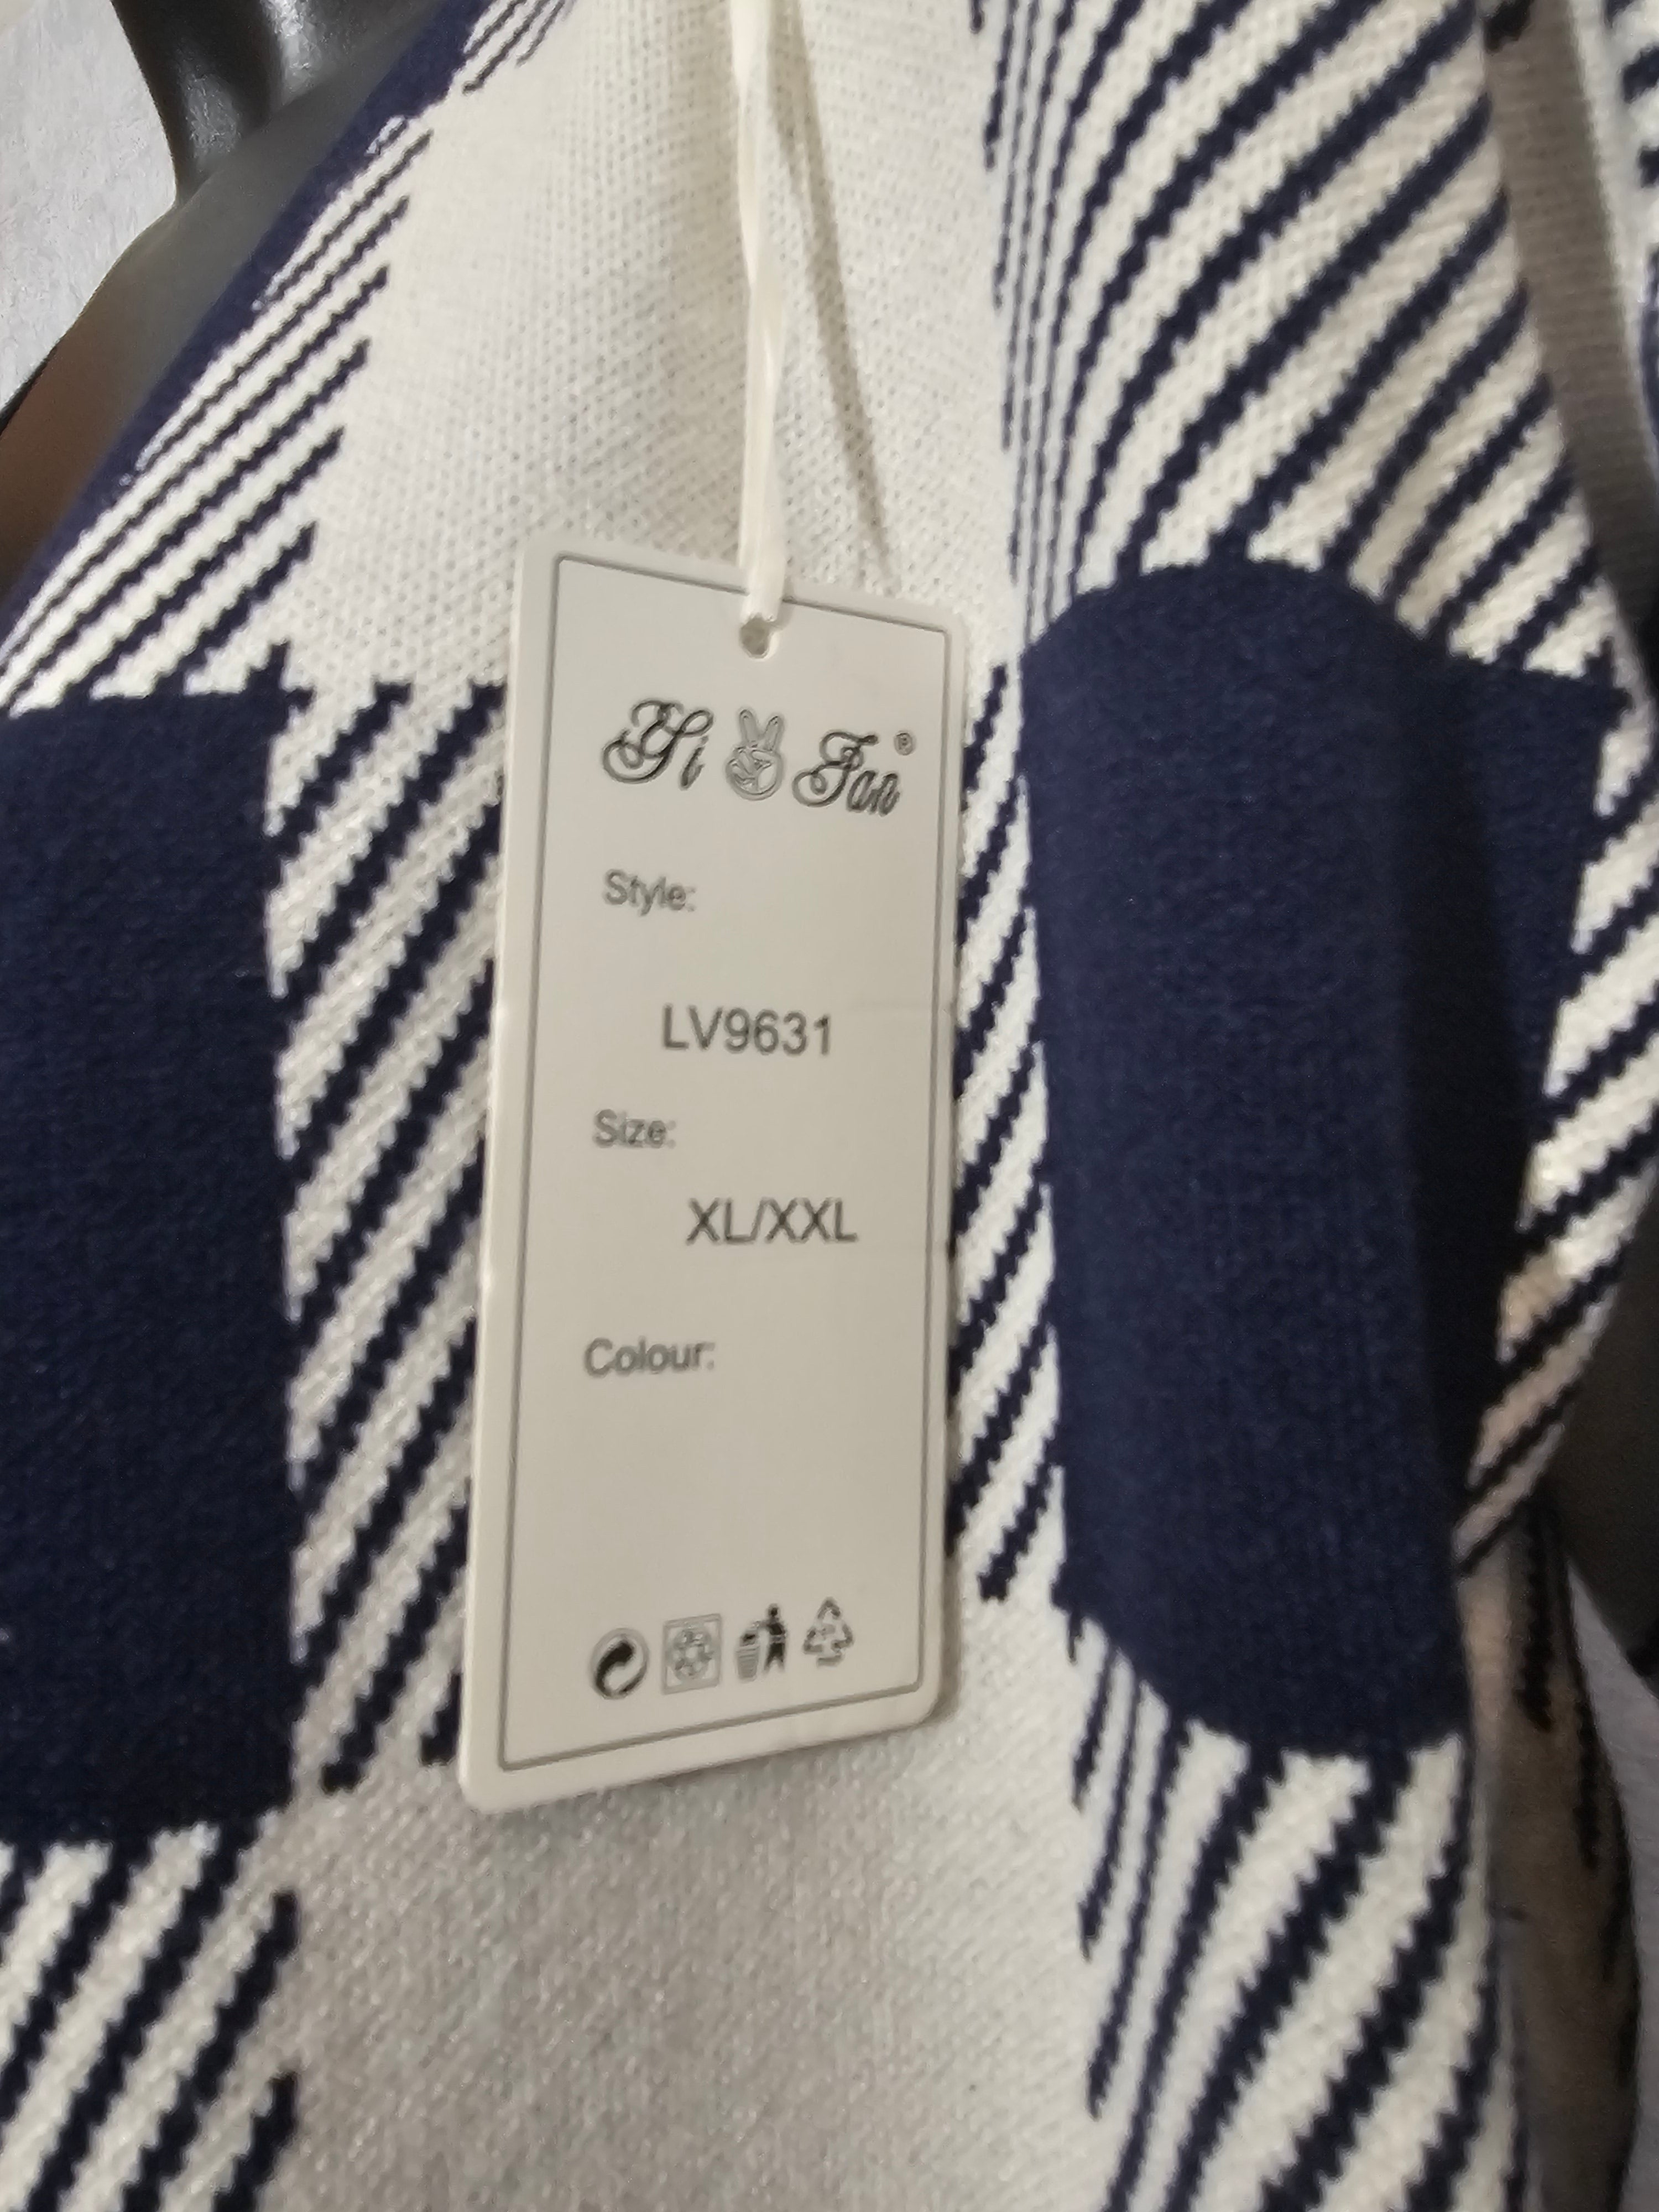 Yi Fan®
Style:
LV9631
Size:
XL/XXL
Colour: